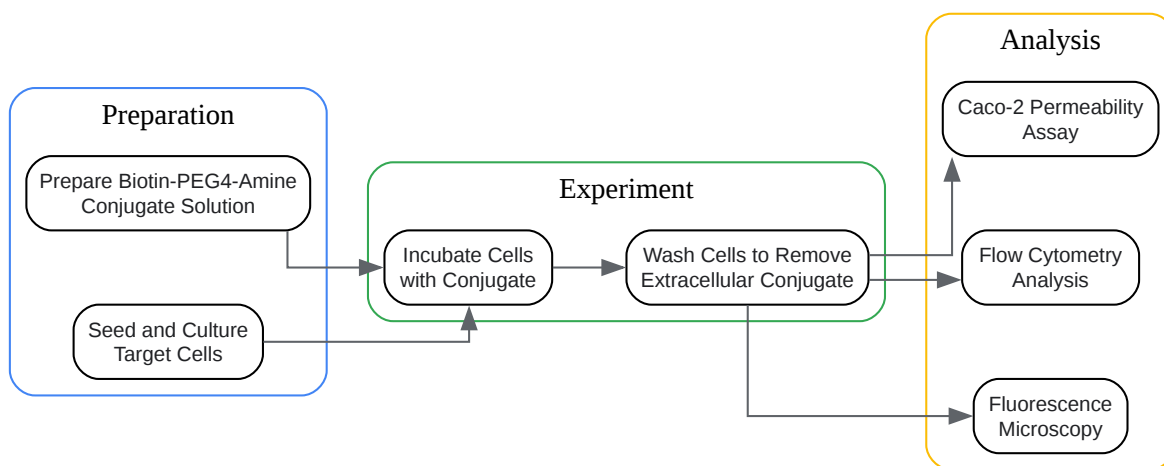 Preparation
Prepare Biotin-PEG4-Amine
Conjugate Solution
Seed and Culture
Target Cells
Experiment
Incubate Cells
with Conjugate
Wash Cells to Remove
Extracellular Conjugate
Analysis
Caco-2 Permeability
Assay
Flow Cytometry
Analysis
Fluorescence
Microscopy